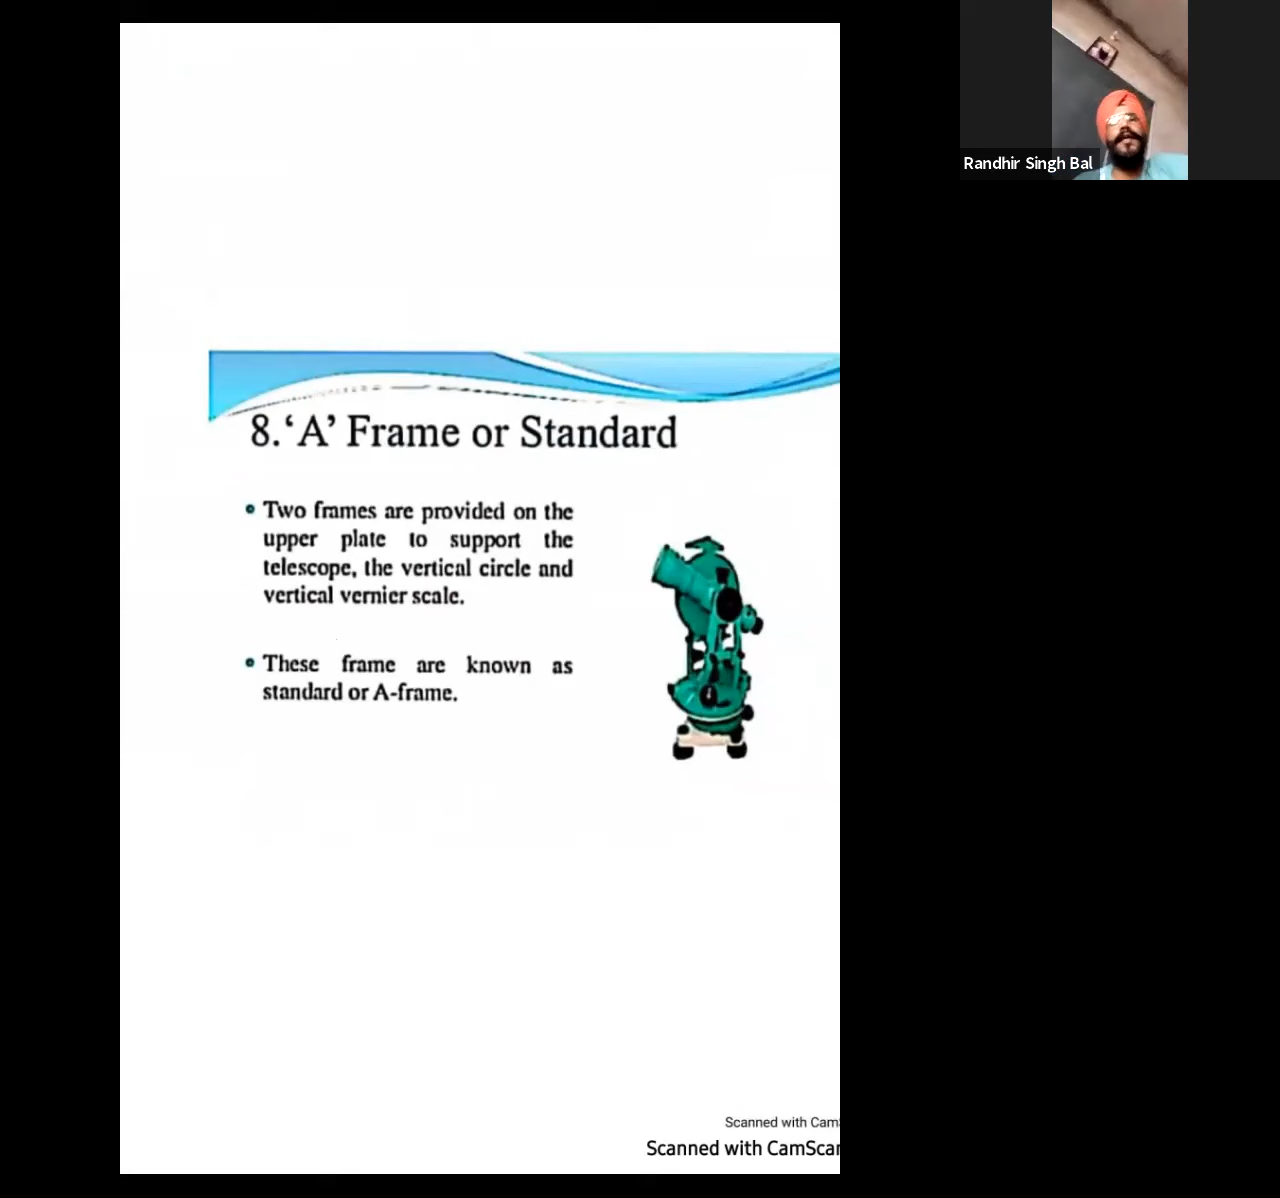 Randhir Singh Bal
8.‘A’ Frame or Standard
Two frames are provided on the
upper plate to support the
telescope, the vertical circle and
vertical vernier scale.
These frame are known as
standard or A-frame.
Scanned with Cam
Scanned with CamScan